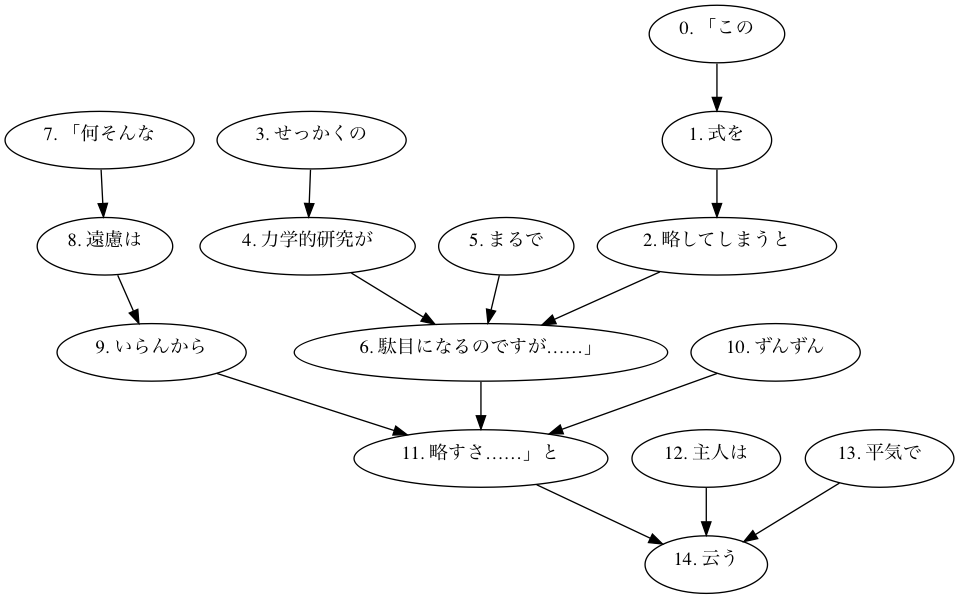 0. 「この
7. 「何そんな
3. せっかくの
1. 式を
8. 遠慮は
4. 力学的研究が
5. まるで
2. 略してしまうと
9. いらんから
6. 駄目になるのですが……」
10. ずんずん
11. 略すさ……」と
12. 主人は
13. 平気で
14. 云う